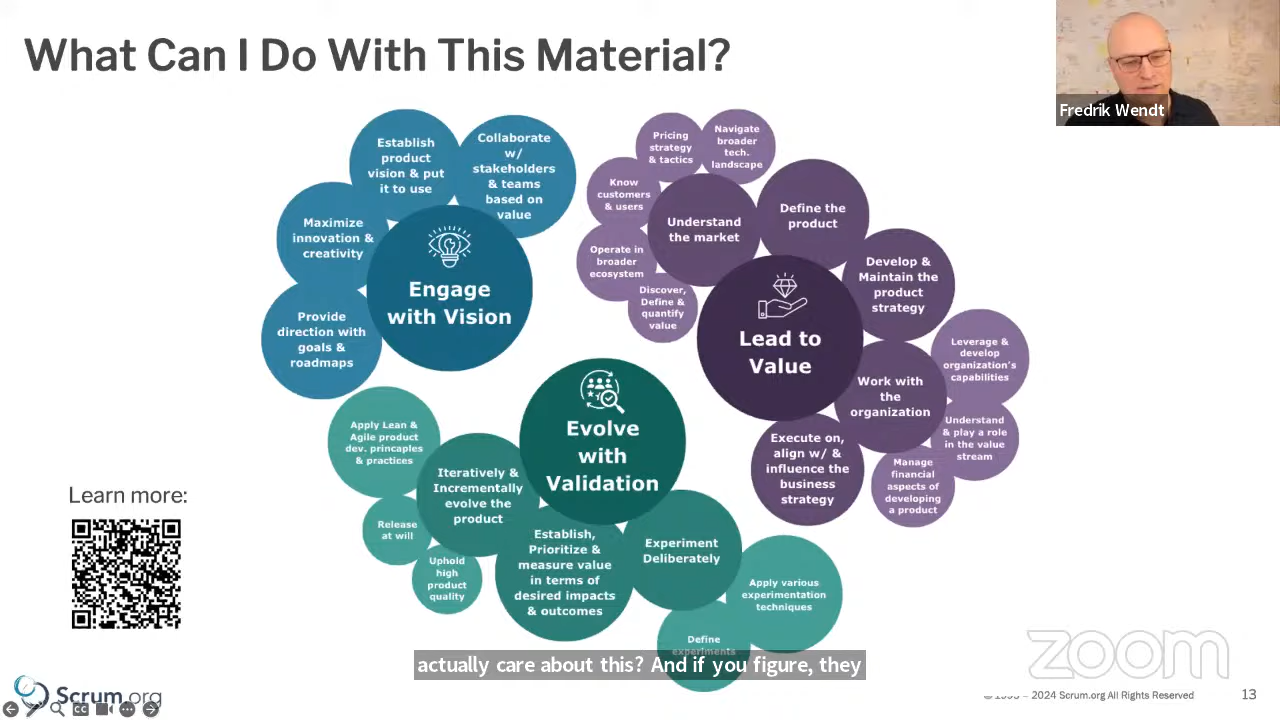 What Can I Do With This Material?
Fredrik Wendt
Establish
product
vision & put
it to use
Collaborate
w/
stakeholders
& teams
based on
value
Maximize
innovation &
creativity
Provide
direction with
goals &
roadmaps
Engage
with Vision
Pricing
strategy
& tactics
Navigate
broader
tech.
landscape
Know
customers
& users
Operate in
broader
ecosystem
Discover,
Define &
quantify
value
Understand
the market
Define the
product
Develop &
Maintain the
product
strategy
Lead to
Value
Work with
the
organization
Leverage &
develop
organization's
capabilities
Understand
& play a role
in the value
stream
Manage
financial
aspects of
developing
a product
Execute on,
align w/ &
influence the
business
strategy
Evolve
with
Validation
Apply Lean &
Agile product
dev. princaples
& practices
Iteratively &
Incrementally
evolve the
product
Release
at will
Uphold
high
product
quality
Establish,
Prioritize &
measure value
in terms of
desired impacts
& outcomes
Experiment
Deliberately
Apply various
experimentation
techniques
Define
experiments
Learn more:
actually care about this? And if you figure, they
zoom
Scrum.org
© 1993 – 2024 Scrum.org All Rights Reserved
13
CC